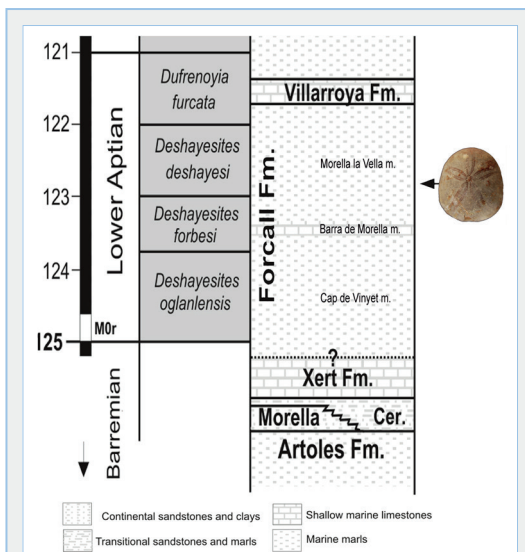 121
122
123
124
125
M0r
Lower Aptian
Barremian
Dufrenoyia
furcata
Deshayesites
deshayesi
Deshayesites
forbesi
Deshayesites
oglanlensis
Forcall Fm.
Villarroya Fm.
Morella la Vella m.
Barra de Morella m.
Cap de Vinyet m.
?
Xert Fm.
Morella Cer.
Artoles Fm.
Continental sandstones and clays
Shallow marine limestones
Transitional sandstones and marls
Marine marls